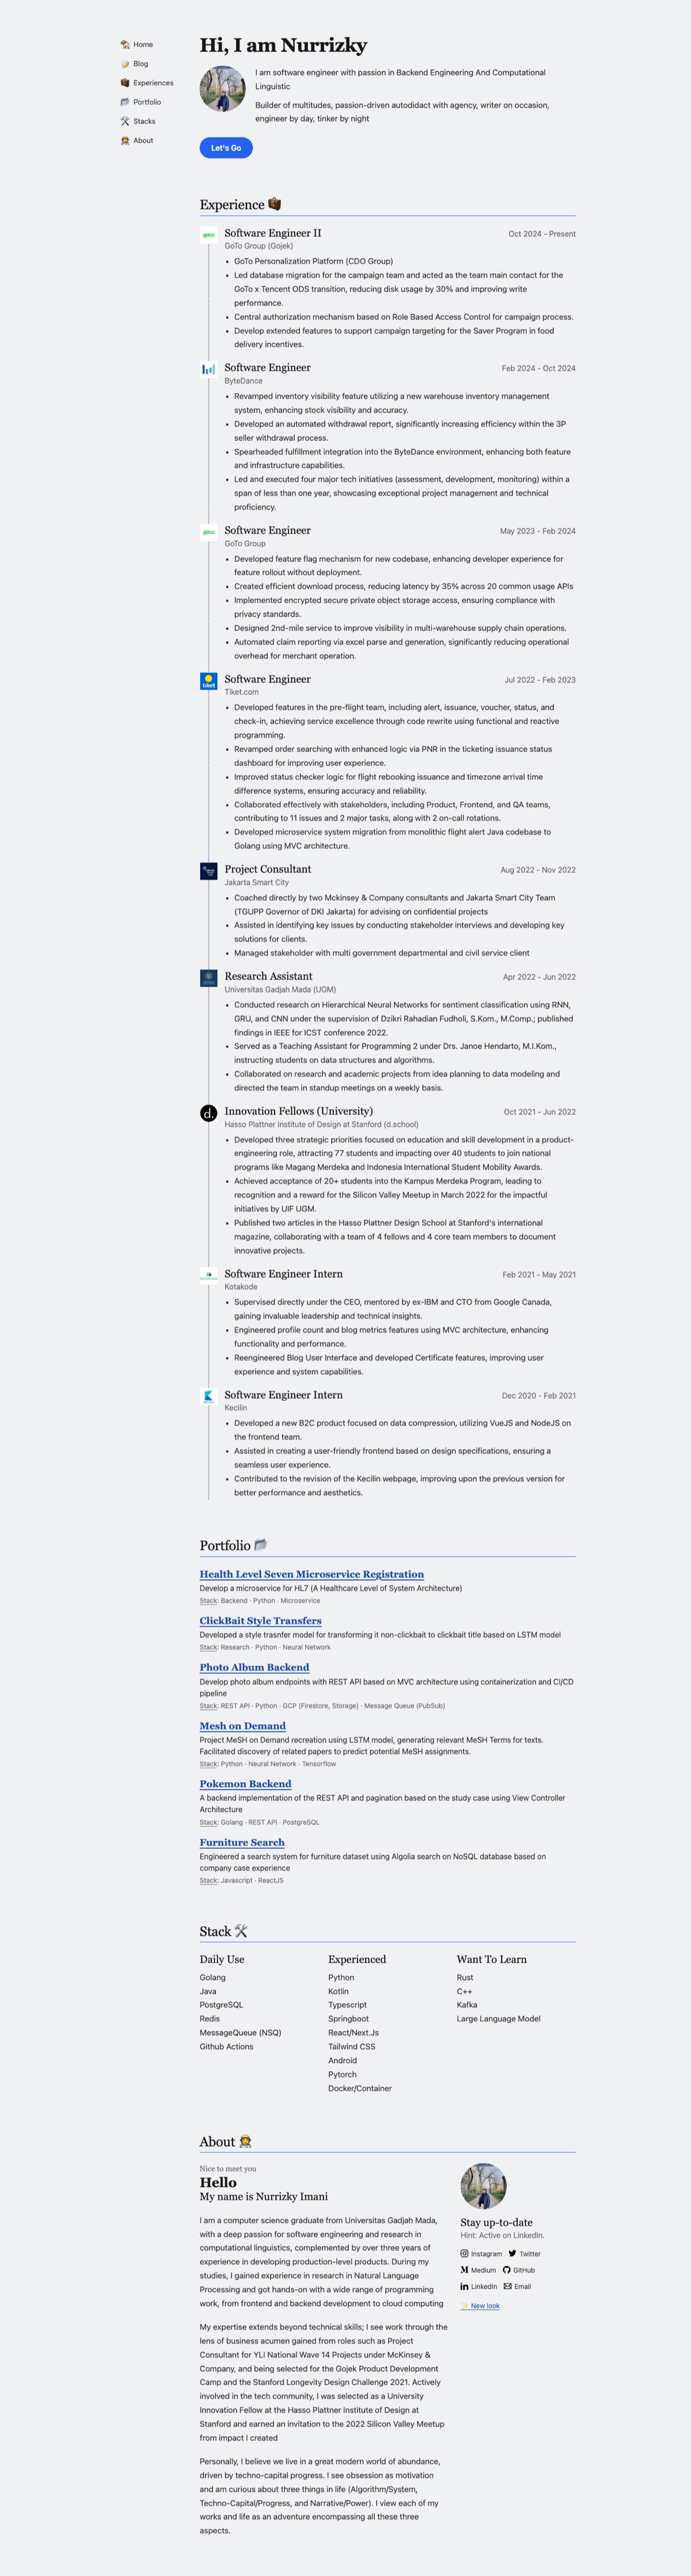 Home
Blog
Experiences
Portfolio
Stacks
About
Hi, I am Nurrizky
I am software engineer with passion in Backend Engineering And Computational
Linguistic
Builder of multitudes, passion-driven autodidact with agency, writer on occasion,
engineer by day, tinker by night
Let's Go
Experience
goto
Software Engineer II
Oct 2024 - Present
GoTo Group (Gojek)
• GoTo Personalization Platform (CDO Group)
• Led database migration for the campaign team and acted as the team main contact for the
GoTo x Tencent ODS transition, reducing disk usage by 30% and improving write
performance.
• Central authorization mechanism based on Role Based Access Control for campaign process.
• Develop extended features to support campaign targeting for the Saver Program in food
delivery incentives.
Software Engineer
Feb 2024 - Oct 2024
ByteDance
• Revamped inventory visibility feature utilizing a new warehouse inventory management
system, enhancing stock visibility and accuracy.
• Developed an automated withdrawal report, significantly increasing efficiency within the 3P
seller withdrawal process.
• Spearheaded fulfillment integration into the ByteDance environment, enhancing both feature
and infrastructure capabilities.
• Led and executed four major tech initiatives (assessment, development, monitoring) within a
span of less than one year, showcasing exceptional project management and technical
proficiency.
goto
Software Engineer
May 2023 - Feb 2024
GoTo Group
• Developed feature flag mechanism for new codebase, enhancing developer experience for
feature rollout without deployment.
• Created efficient download process, reducing latency by 35% across 20 common usage APIs
• Implemented encrypted secure private object storage access, ensuring compliance with
privacy standards.
• Designed 2nd-mile service to improve visibility in multi-warehouse supply chain operations.
• Automated claim reporting via excel parse and generation, significantly reducing operational
overhead for merchant operation.
tiket
Software Engineer
Jul 2022 - Feb 2023
Tiket.com
• Developed features in the pre-flight team, including alert, issuance, voucher, status, and
check-in, achieving service excellence through code rewrite using functional and reactive
programming.
• Revamped order searching with enhanced logic via PNR in the ticketing issuance status
dashboard for improving user experience.
• Improved status checker logic for flight rebooking issuance and timezone arrival time
difference systems, ensuring accuracy and reliability.
• Collaborated effectively with stakeholders, including Product, Frontend, and QA teams,
contributing to 11 issues and 2 major tasks, along with 2 on-call rotations.
• Developed microservice system migration from monolithic flight alert Java codebase to
Golang using MVC architecture.
Project Consultant
Aug 2022 - Nov 2022
Jakarta Smart City
• Coached directly by two Mckinsey & Company consultants and Jakarta Smart City Team
(TGUPP Governor of DKI Jakarta) for advising on confidential projects
• Assisted in identifying key issues by conducting stakeholder interviews and developing key
solutions for clients.
• Managed stakeholder with multi government departmental and civil service client
Research Assistant
Apr 2022 - Jun 2022
Universitas Gadjah Mada (UGM)
• Conducted research on Hierarchical Neural Networks for sentiment classification using RNN,
GRU, and CNN under the supervision of Dzikri Rahadian Fudholi, S.Kom., M.Comp.; published
findings in IEEE for ICST conference 2022.
• Served as a Teaching Assistant for Programming 2 under Drs. Janoe Hendarto, M.I.Kom.,
instructing students on data structures and algorithms.
• Collaborated on research and academic projects from idea planning to data modeling and
directed the team in standup meetings on a weekly basis.
d.
Innovation Fellows (University)
Oct 2021 - Jun 2022
Hasso Plattner Institute of Design at Stanford (d.school)
• Developed three strategic priorities focused on education and skill development in a product-
engineering role, attracting 77 students and impacting over 40 students to join national
programs like Magang Merdeka and Indonesia International Student Mobility Awards.
• Achieved acceptance of 20+ students into the Kampus Merdeka Program, leading to
recognition and a reward for the Silicon Valley Meetup in March 2022 for the impactful
initiatives by UIF UGM.
• Published two articles in the Hasso Plattner Design School at Stanford's international
magazine, collaborating with a team of 4 fellows and 4 core team members to document
innovative projects.
Software Engineer Intern
Feb 2021 - May 2021
Kotakode
• Supervised directly under the CEO, mentored by ex-IBM and CTO from Google Canada,
gaining invaluable leadership and technical insights.
• Engineered profile count and blog metrics features using MVC architecture, enhancing
functionality and performance.
• Reengineered Blog User Interface and developed Certificate features, improving user
experience and system capabilities.
Software Engineer Intern
Dec 2020 - Feb 2021
Kecilin
• Developed a new B2C product focused on data compression, utilizing VueJS and NodeJS on
the frontend team.
• Assisted in creating a user-friendly frontend based on design specifications, ensuring a
seamless user experience.
• Contributed to the revision of the Kecilin webpage, improving upon the previous version for
better performance and aesthetics.
Portfolio
Health Level Seven Microservice Registration
Develop a microservice for HL7 (A Healthcare Level of System Architecture)
Stack: Backend · Python · Microservice
ClickBait Style Transfers
Developed a style trasnfer model for transforming it non-clickbait to clickbait title based on LSTM model
Stack: Research · Python · Neural Network
Photo Album Backend
Develop photo album endpoints with REST API based on MVC architecture using containerization and CI/CD
pipeline
Stack: REST API · Python · GCP (Firestore, Storage) · Message Queue (PubSub)
Mesh on Demand
Project MeSH on Demand recreation using LSTM model, generating relevant MeSH Terms for texts.
Facilitated discovery of related papers to predict potential MeSH assignments.
Stack: Python · Neural Network · Tensorflow
Pokemon Backend
A backend implementation of the REST API and pagination based on the study case using View Controller
Architecture
Stack: Golang · REST API · PostgreSQL
Furniture Search
Engineered a search system for furniture dataset using Algolia search on NoSQL database based on
company case experience
Stack: Javascript · ReactJS
Stack
Daily Use
Golang
Java
PostgreSQL
Redis
MessageQueue (NSQ)
Github Actions
Experienced
Python
Kotlin
Typescript
Springboot
React/Next.Js
Tailwind CSS
Android
Pytorch
Docker/Container
Want To Learn
Rust
C++
Kafka
Large Language Model
About
Nice to meet you
Hello
My name is Nurrizky Imani
I am a computer science graduate from Universitas Gadjah Mada,
with a deep passion for software engineering and research in
computational linguistics, complemented by over three years of
experience in developing production-level products. During my
studies, I gained experience in research in Natural Language
Processing and got hands-on with a wide range of programming
work, from frontend and backend development to cloud computing
My expertise extends beyond technical skills; I see work through the
lens of business acumen gained from roles such as Project
Consultant for YLI National Wave 14 Projects under McKinsey &
Company, and being selected for the Gojek Product Development
Camp and the Stanford Longevity Design Challenge 2021. Actively
involved in the tech community, I was selected as a University
Innovation Fellow at the Hasso Plattner Institute of Design at
Stanford and earned an invitation to the 2022 Silicon Valley Meetup
from impact I created
Personally, I believe we live in a great modern world of abundance,
driven by techno-capital progress. I see obsession as motivation
and am curious about three things in life (Algorithm/System,
Techno-Capital/Progress, and Narrative/Power). I view each of my
works and life as an adventure encompassing all these three
aspects.
Stay up-to-date
Hint: Active on LinkedIn.
Instagram Twitter
Medium GitHub
LinkedIn Email
New look